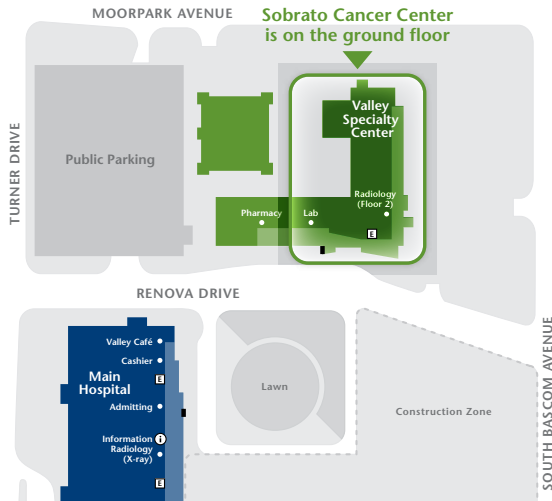 MOORPARK AVENUE
Sobrato Cancer Center
is on the ground floor
Valley
Specialty
Center
Public Parking
TURNER DRIVE
Radiology
(Floor 2)
Pharmacy
Lab
E
RENOVA DRIVE
Valley Café
Cashier
E
Main
Hospital
Admitting
Information i
Radiology
(X-ray)
E
Lawn
Construction Zone
SOUTH BASCOM AVENUE